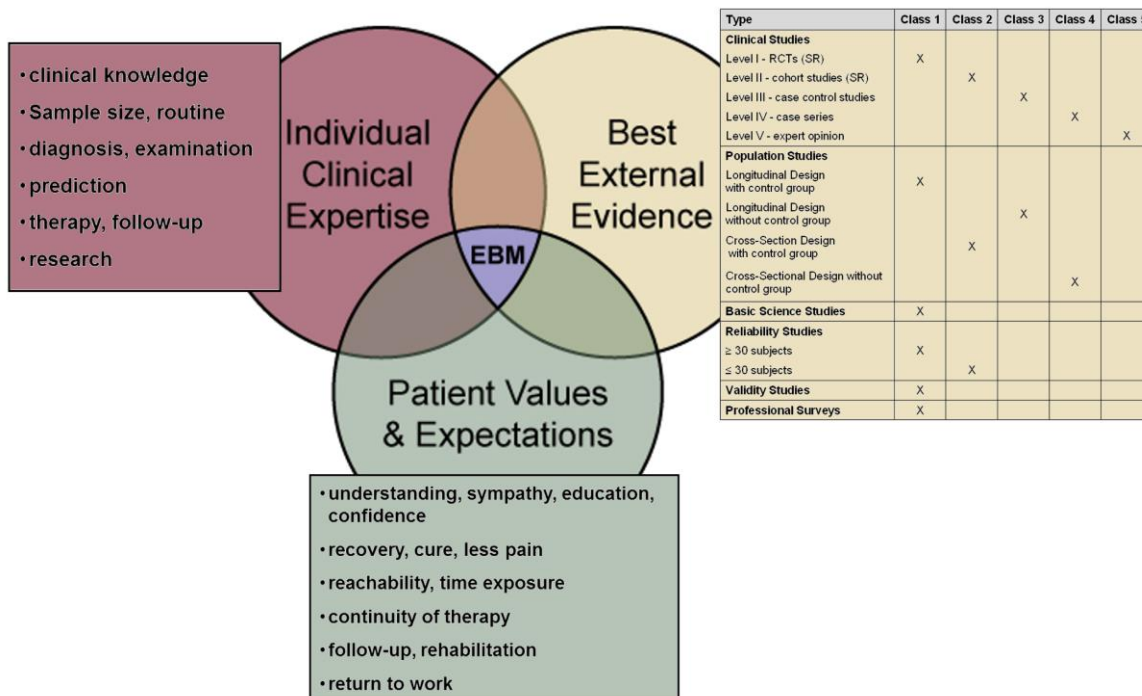 • clinical knowledge
• Sample size, routine
• diagnosis, examination
• prediction
• therapy, follow-up
• research
Individual
Clinical
Expertise
Best
External
Evidence
EBM
Patient Values
& Expectations
• understanding, sympathy, education,
confidence
• recovery, cure, less pain
• reachability, time exposure
• continuity of therapy
• follow-up, rehabilitation
• return to work
Type Class 1 Class 2 Class 3 Class 4 Class
Clinical Studies
Level I - RCTs (SR) X
Level II - cohort studies (SR) X
Level III - case control studies X
Level IV - case series X
Level V - expert opinion X
Population Studies
Longitudinal Design
with control group X
Longitudinal Design
without control group X
Cross-Section Design
with control group X
Cross-Sectional Design without
control group X
Basic Science Studies X
Reliability Studies
≥ 30 subjects X
≤ 30 subjects X
Validity Studies X
Professional Surveys X